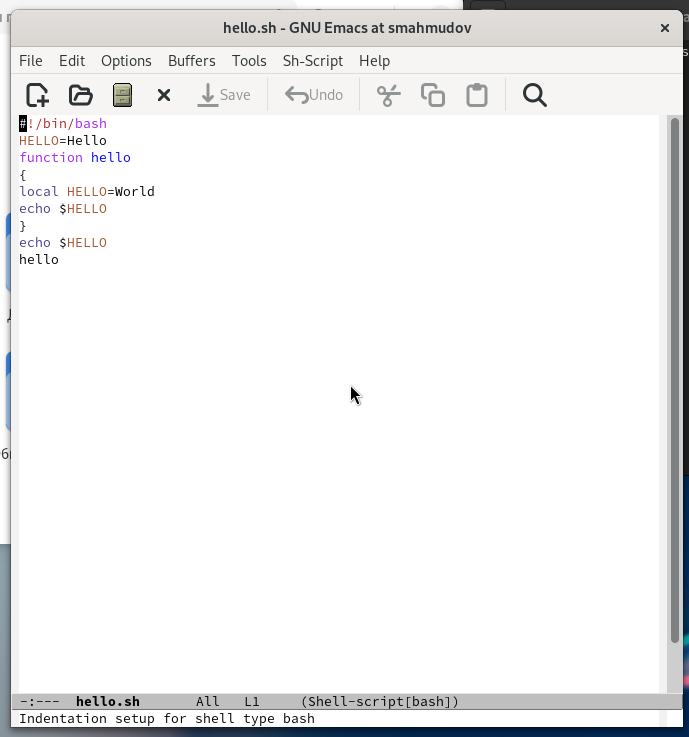 hello.sh - GNU Emacs at smahmudov
File Edit Options Buffers Tools Sh-Script Help
Save Undo
#!/bin/bash
HELLO=Hello
function hello
{
local HELLO=World
echo $HELLO
}
echo $HELLO
hello
-:--- hello.sh All L1 (Shell-script[bash])
Indentation setup for shell type bash